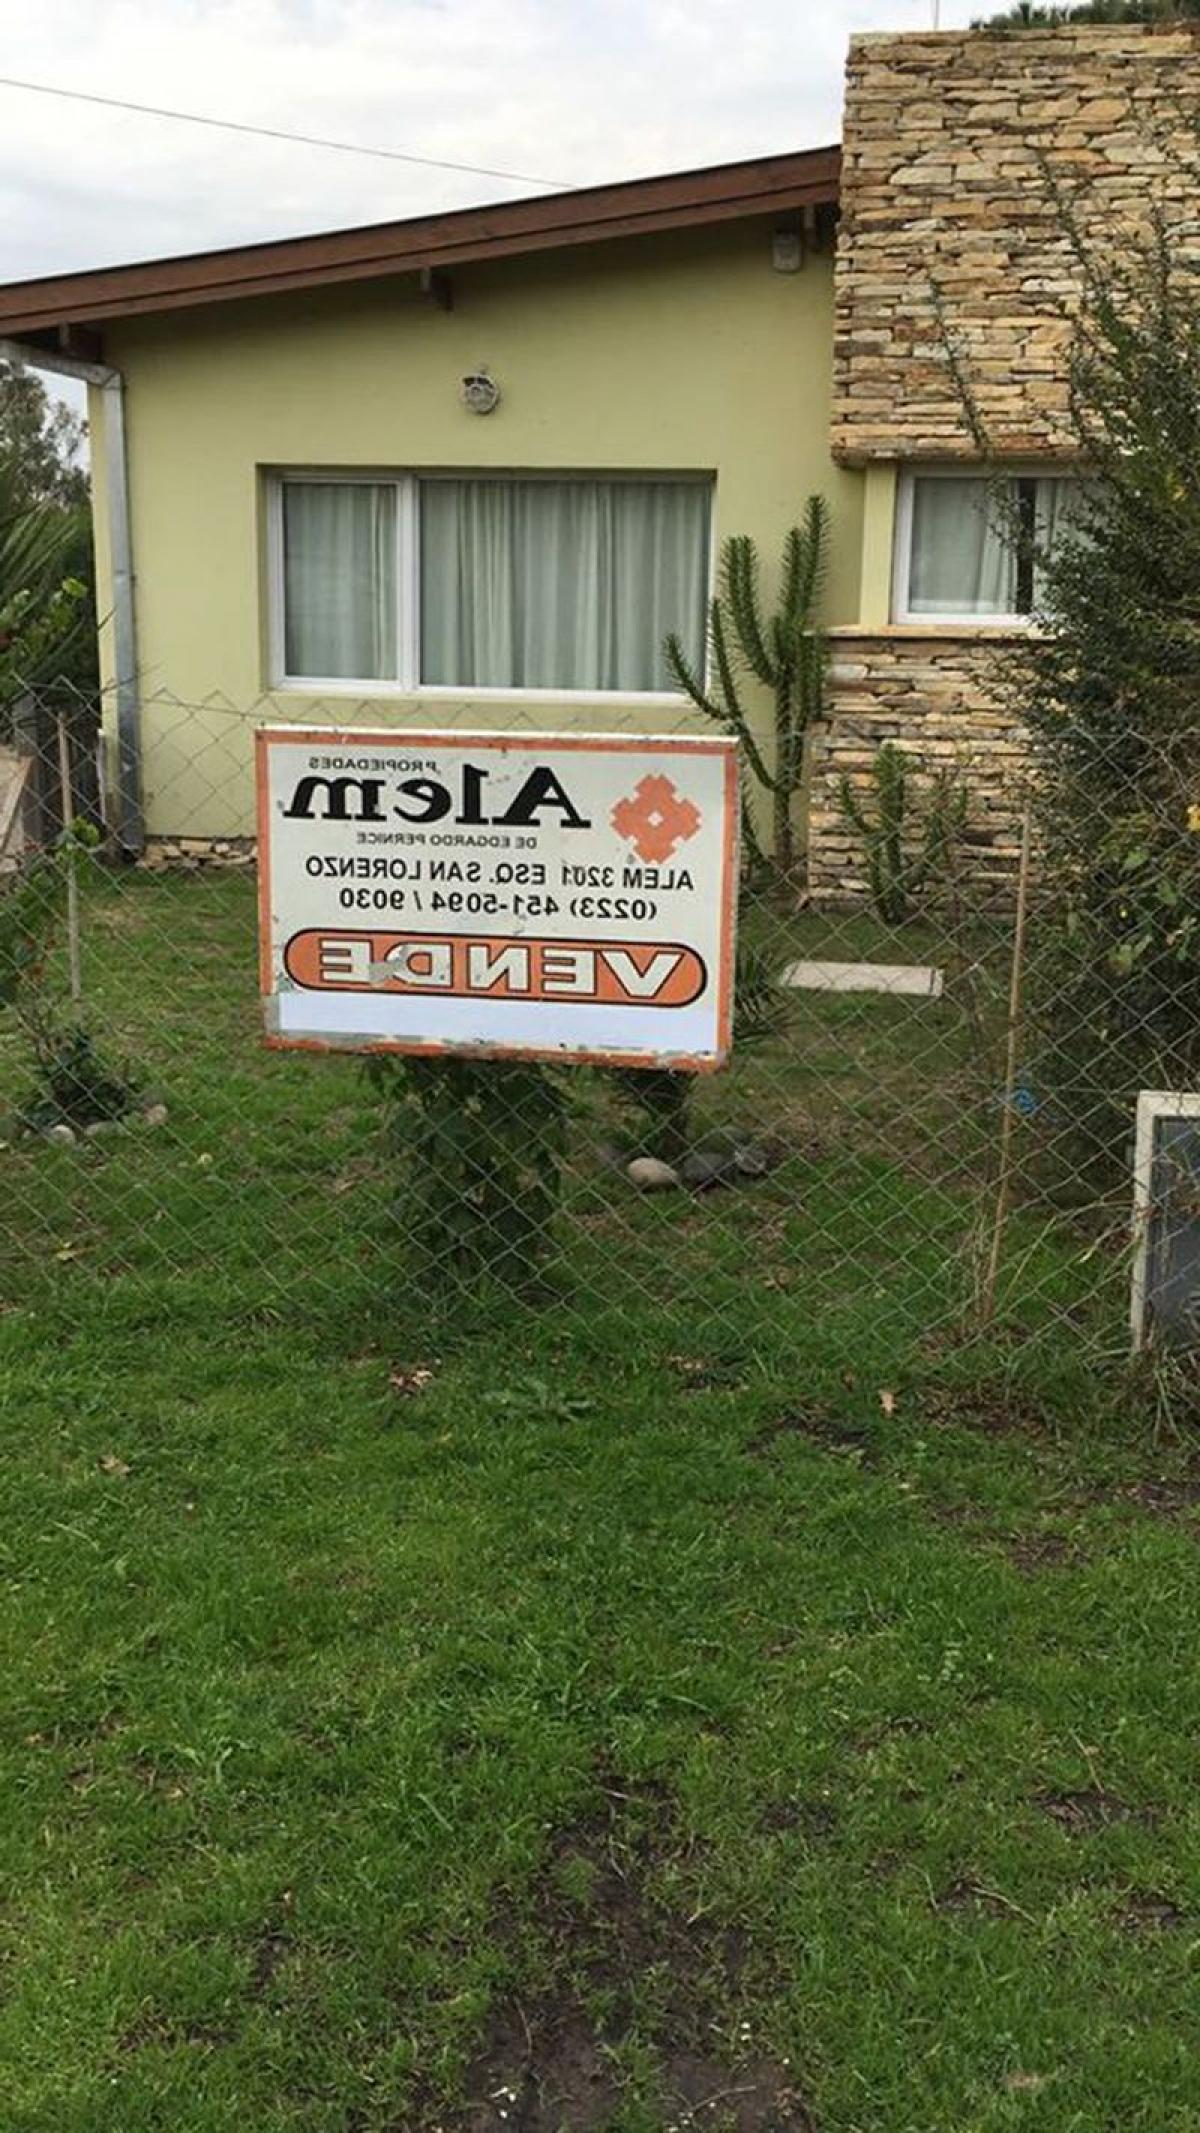 PROPIEDADES
Alem
DE EDGARDO PERNICE
ALEM 3201 ESQ. SAN LORENZO
(0223) 451-5094 / 9030
VENDE